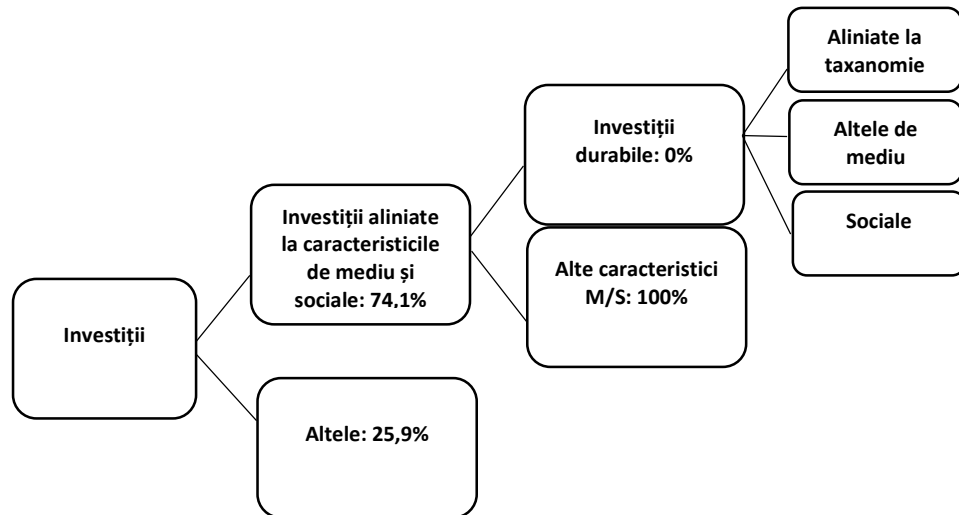 Investiții
Investiții aliniate
la caracteristicile
de mediu și
sociale: 74,1%
Altele: 25,9%
Investiții
durabile: 0%
Alte caracteristici
M/S: 100%
Aliniate la
taxanomie
Altele de
mediu
Sociale